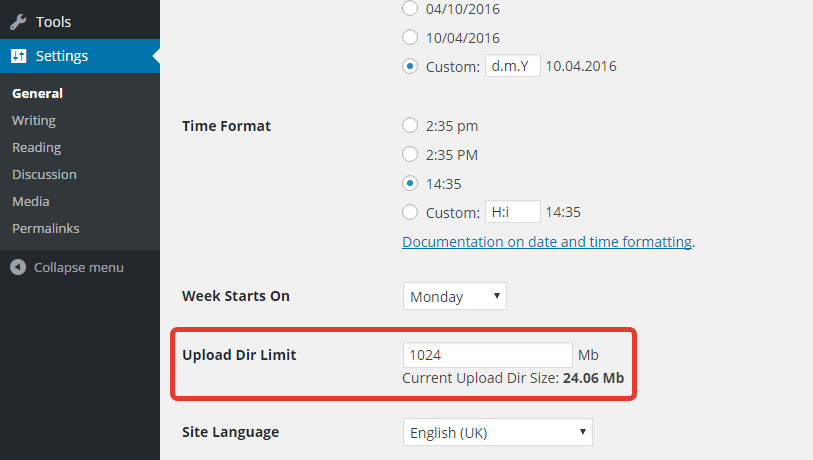 Tools
Settings
General
Writing
Reading
Discussion
Media
Permalinks
Collapse menu
04/10/2016
10/04/2016
Custom: d.m.Y 10.04.2016
Time Format
2:35 pm
2:35 PM
14:35
Custom: H:i 14:35
Documentation on date and time formatting.
Week Starts On Monday
Upload Dir Limit 1024 Mb
Current Upload Dir Size: 24.06 Mb
Site Language English (UK)